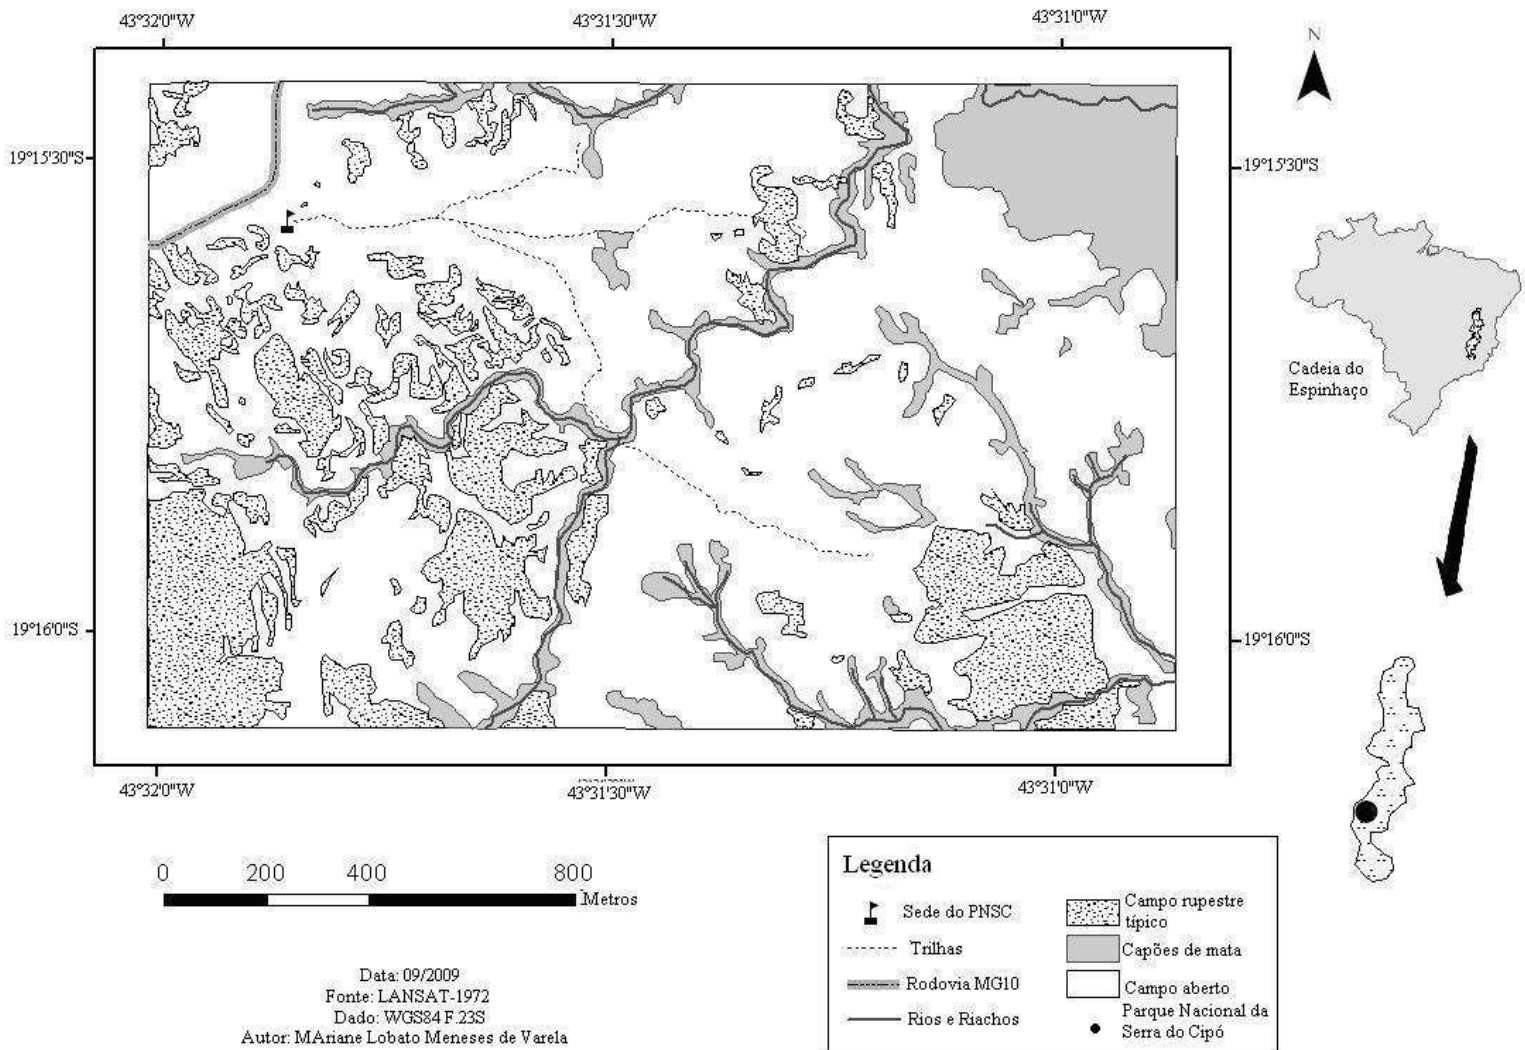 43°32'0"W
43°31'30"W
43°31'0"W
N
19°15'30"S
19°15'30"S
Cadeia do
Espinhaço
19°16'0"S
19°16'0"S
43°32'0"W
43°31'30"W
43°31'0"W
0 200 400 800
Metros
Legenda
Sede do PNSC
Trilhas
Rodovia MG10
Rios e Riachos
Campo rupestre
típico
Capões de mata
Campo aberto
Parque Nacional da
Serra do Cipó
Data: 09/2009
Fonte: LANSAT-1972
Dado: WGS84 F.23S
Autor: MAriane Lobato Meneses de Varela